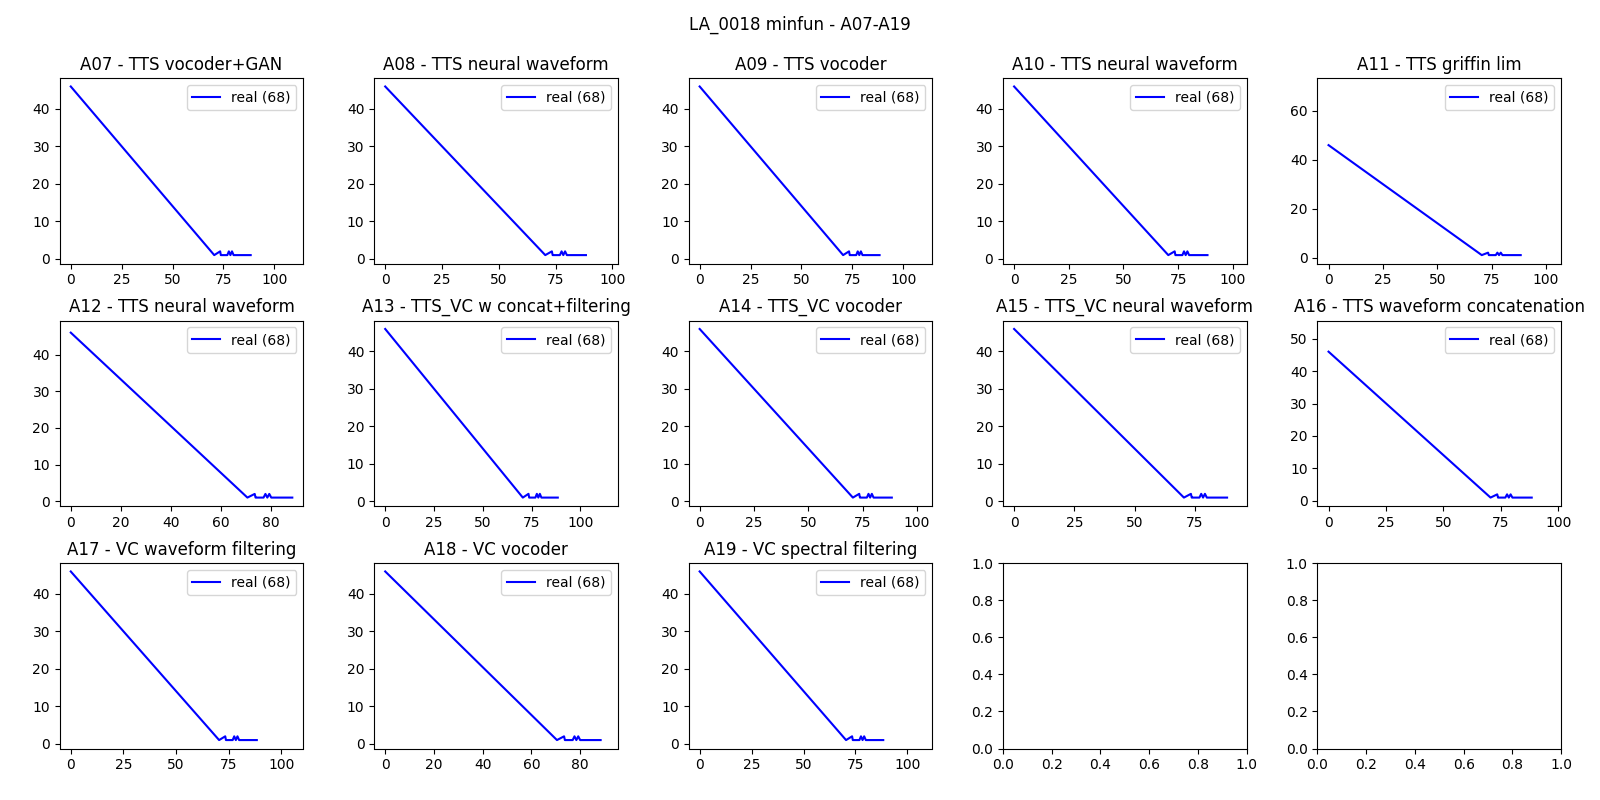 LA_0018 minfun - A07-A19
A07 - TTS vocoder+GAN
A08 - TTS neural waveform
A09 - TTS vocoder
A10 - TTS neural waveform
A11 - TTS griffin lim
real (68)
real (68)
real (68)
real (68)
real (68)
40
30
20
10
0
40
30
20
10
0
40
30
20
10
0
40
30
20
10
0
60
40
20
0
0 25 50 75 100
0 25 50 75 100
0 25 50 75 100
0 25 50 75 100
0 25 50 75 100
A12 - TTS neural waveform
A13 - TTS_VC w concat+filtering
A14 - TTS_VC vocoder
A15 - TTS_VC neural waveform
A16 - TTS waveform concatenation
real (68)
real (68)
real (68)
real (68)
real (68)
40
30
20
10
0
40
30
20
10
0
40
30
20
10
0
40
30
20
10
0
50
40
30
20
10
0
0 20 40 60 80
0 25 50 75 100
0 25 50 75 100
0 25 50 75
0 25 50 75 100
A17 - VC waveform filtering
A18 - VC vocoder
A19 - VC spectral filtering
real (68)
real (68)
real (68)
40
30
20
10
0
40
30
20
10
0
40
30
20
10
0
1.0
0.8
0.6
0.4
0.2
0.0
1.0
0.8
0.6
0.4
0.2
0.0
0 25 50 75 100
0 20 40 60 80
0 25 50 75 100
0.0 0.2 0.4 0.6 0.8 1.0
0.0 0.2 0.4 0.6 0.8 1.0